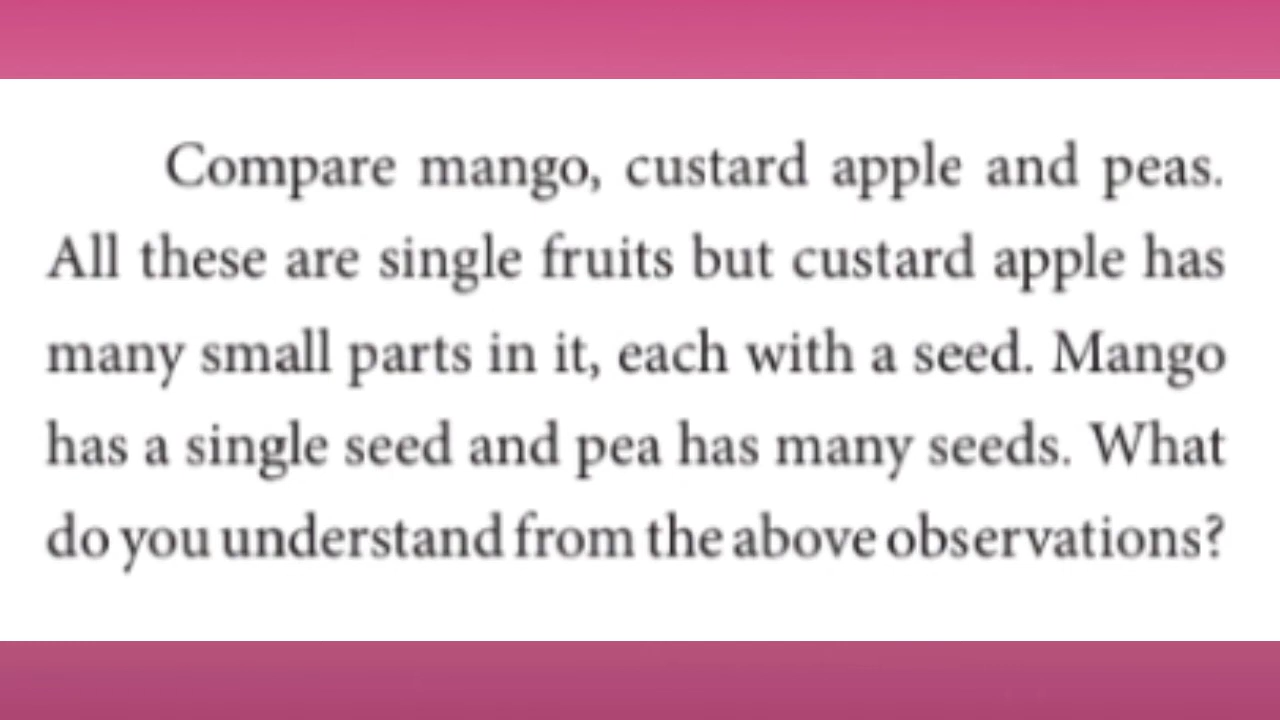 Compare mango, custard apple and peas.
All these are single fruits but custard apple has
many small parts in it, each with a seed. Mango
has a single seed and pea has many seeds. What
do you understand from the above observations?